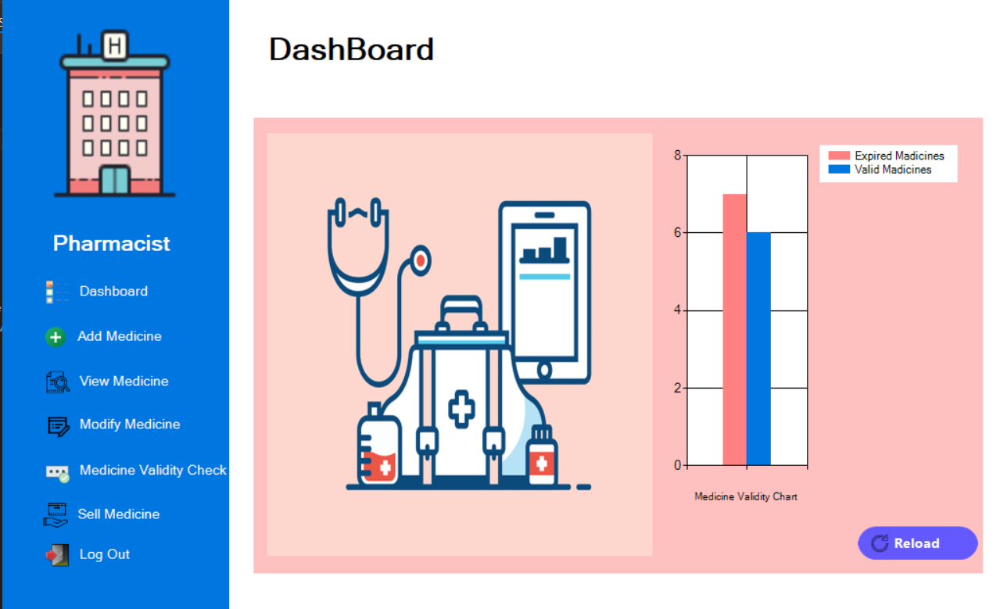 H
DashBoard
Pharmacist
Dashboard
Add Medicine
View Medicine
Modify Medicine
Medicine Validity Check
Sell Medicine
Log Out
8
6
4
2
0
Medicine Validity Chart
Expired Madicines
Valid Madicines
Reload